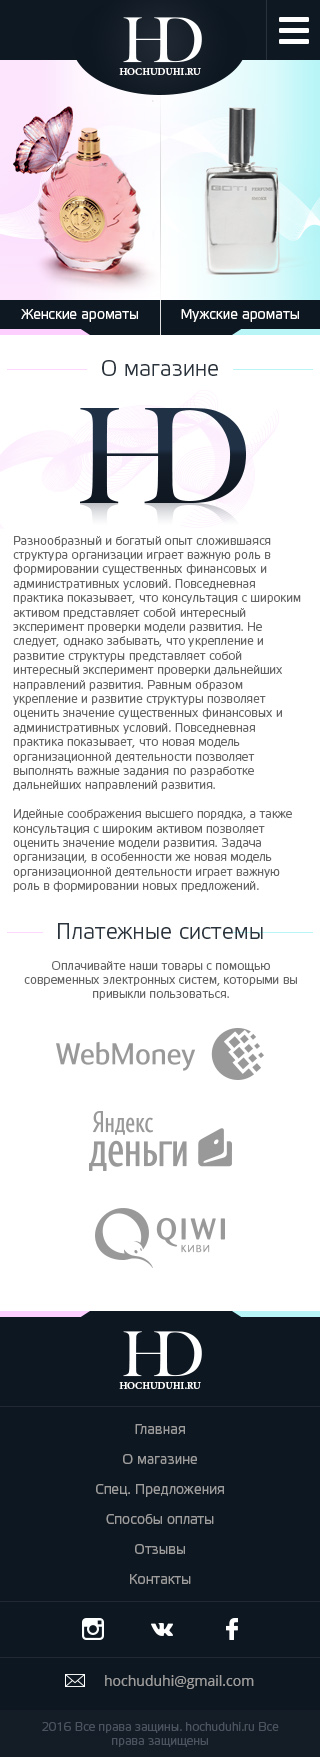 HD
HOCHUDUHI.RU
Женские ароматы
Мужские ароматы
О магазине
HD
Разнообразный и богатый опыт сложившаяся
структура организации играет важную роль в
формировании существенных финансовых и
административных условий. Повседневная
практика показывает, что консультация с широким
активом представляет собой интересный
эксперимент проверки модели развития. Не
следует, однако забывать, что укрепление и
развитие структуры представляет собой
интересный эксперимент проверки дальнейших
направлений развития. Равным образом
укрепление и развитие структуры позволяет
оценить значение существенных финансовых и
административных условий. Повседневная
практика показывает, что новая модель
организационной деятельности позволяет
выполнять важные задания по разработке
дальнейших направлений развития.
Идейные соображения высшего порядка, а также
консультация с широким активом позволяет
оценить значение модели развития. Задача
организации, в особенности же новая модель
организационной деятельности играет важную
роль в формировании новых предложений.
Платежные системы
Оплачивайте наши товары с помощью
современных электронных систем, которыми вы
привыкли пользоваться.
WebMoney
Яндекс
деньги
QIWI
КИВИ
HD
HOCHUDUHI.RU
Главная
О магазине
Спец. Предложения
Способы оплаты
Отзывы
Контакты
hochuduhi@gmail.com
2016 Все права защины. hochuduhi.ru Все
права защищены